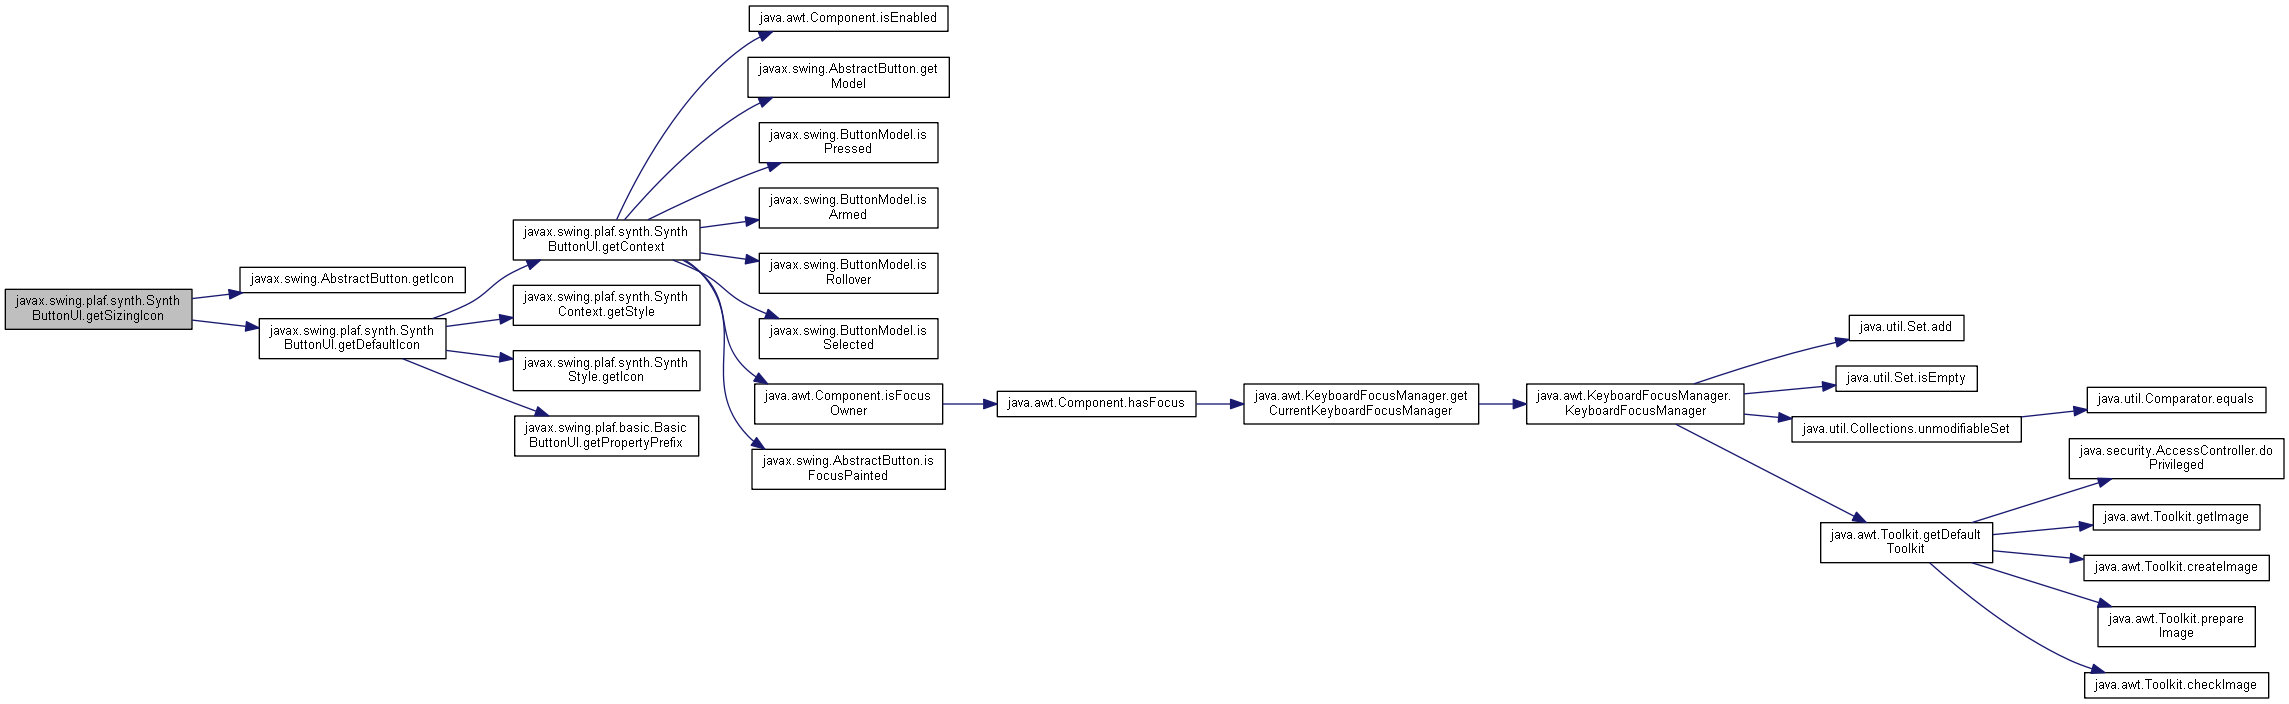 javax.swing.plaf.synth.Synth
ButtonUI.getSizingIcon
javax.swing.AbstractButton.getIcon
javax.swing.plaf.synth.Synth
ButtonUI.getDefaultIcon
javax.swing.plaf.synth.Synth
ButtonUI.getContext
javax.swing.plaf.synth.Synth
Context.getStyle
javax.swing.plaf.synth.Synth
Style.getIcon
javax.swing.plaf.basic.Basic
ButtonUI.getPropertyPrefix
java.awt.Component.isEnabled
javax.swing.AbstractButton.get
Model
javax.swing.ButtonModel.is
Pressed
javax.swing.ButtonModel.is
Armed
javax.swing.ButtonModel.is
Rollover
javax.swing.ButtonModel.is
Selected
java.awt.Component.isFocus
Owner
javax.swing.AbstractButton.is
FocusPainted
java.awt.Component.hasFocus
java.awt.KeyboardFocusManager.get
CurrentKeyboardFocusManager
java.awt.KeyboardFocusManager.
KeyboardFocusManager
java.util.Set.add
java.util.Set.isEmpty
java.util.Collections.unmodifiableSet
java.awt.Toolkit.getDefault
Toolkit
java.util.Comparator.equals
java.security.AccessController.do
Privileged
java.awt.Toolkit.getImage
java.awt.Toolkit.createImage
java.awt.Toolkit.prepare
Image
java.awt.Toolkit.checkImage